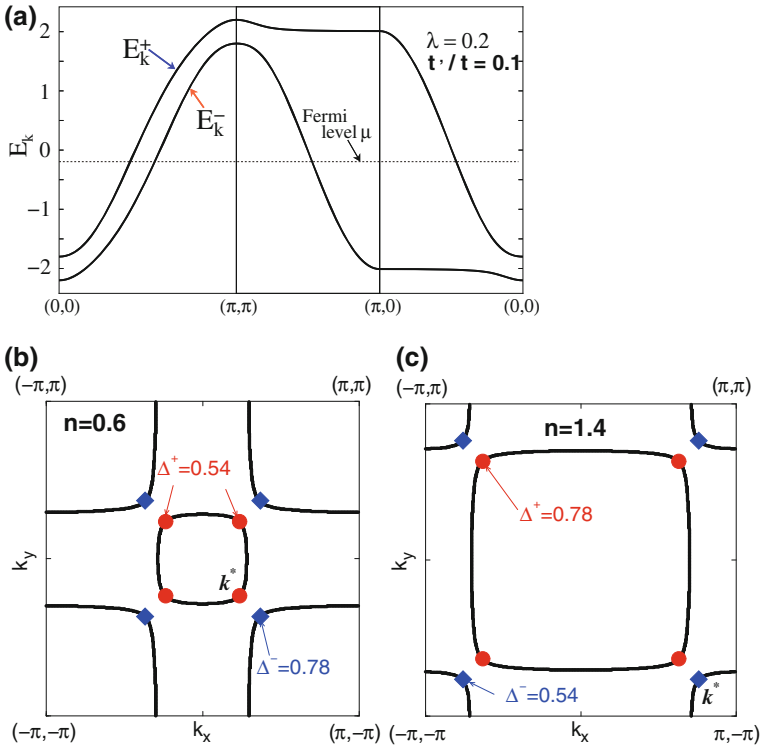 (a)
2
1
0
−1
−2
E_k
E_k^+
E_k^-
λ = 0.2
t' / t = 0.1
Fermi
level μ
(0,0)
(π,π)
(π,0)
(0,0)
(b)
(−π,π)
(π,π)
n=0.6
Δ^+=0.54
k*
Δ^-=0.78
k_y
(−π,−π)
k_x
(π,−π)
(c)
(−π,π)
(π,π)
n=1.4
Δ^+=0.78
k_y
Δ^-=0.54
k*
(−π,−π)
k_x
π,−π)